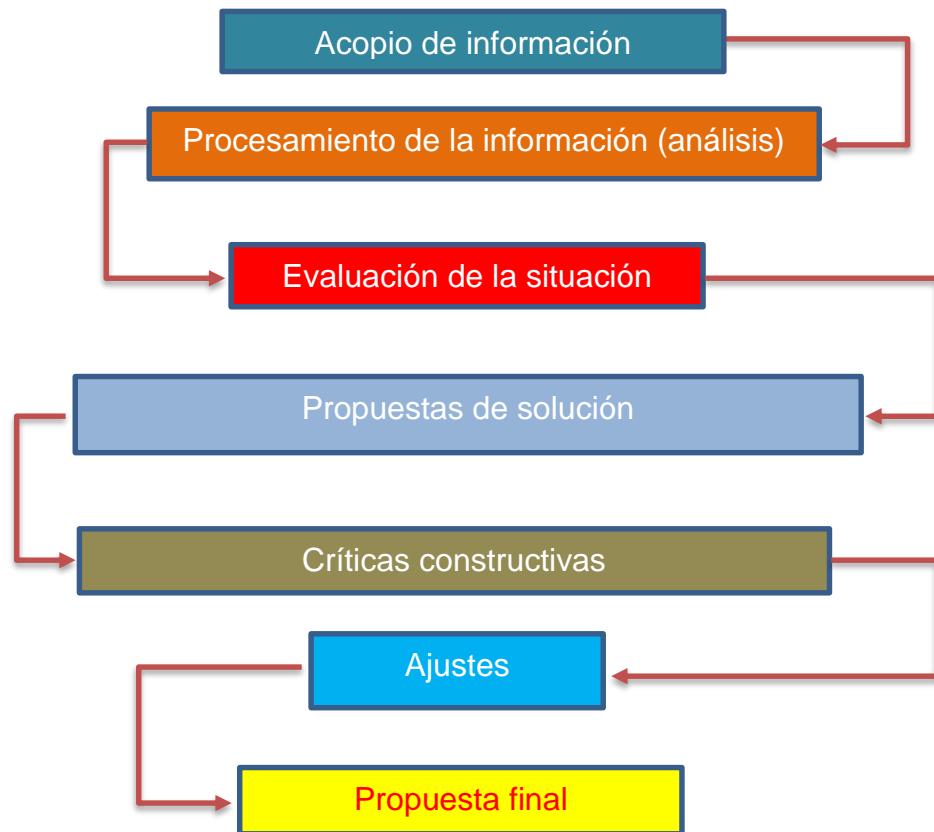 Acopio de información
Procesamiento de la información (análisis)
Evaluación de la situación
Propuestas de solución
Críticas constructivas
Ajustes
Propuesta final